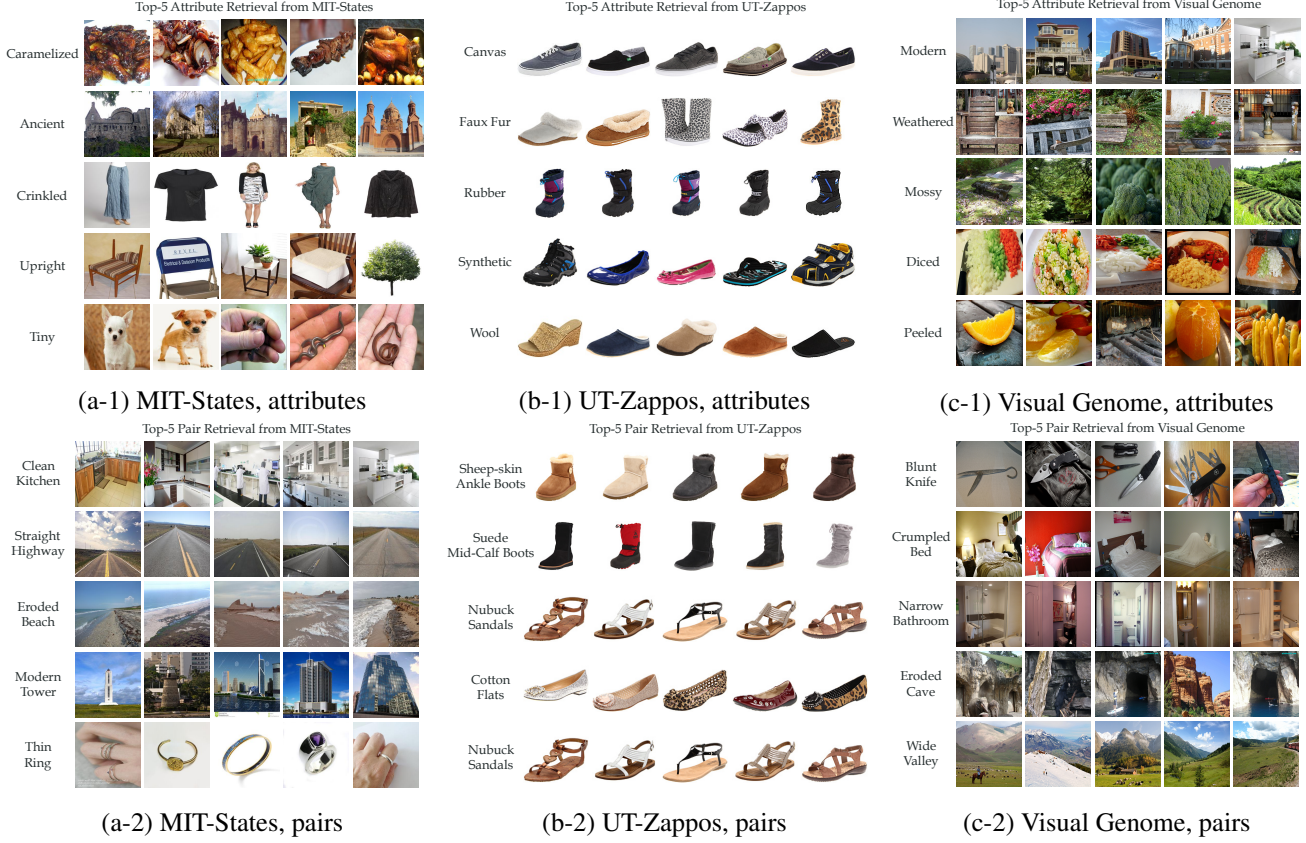 Top-5 Attribute Retrieval from MIT-States
Caramelized
Ancient
Crinkled
Upright
Tiny
(a-1) MIT-States, attributes
Top-5 Attribute Retrieval from UT-Zappos
Canvas
Faux Fur
Rubber
Synthetic
Wool
(b-1) UT-Zappos, attributes
Top-5 Attribute Retrieval from Visual Genome
Modern
Weathered
Mossy
Diced
Peeled
(c-1) Visual Genome, attributes
Top-5 Pair Retrieval from MIT-States
Clean
Kitchen
Straight
Highway
Eroded
Beach
Modern
Tower
Thin
Ring
(a-2) MIT-States, pairs
Top-5 Pair Retrieval from UT-Zappos
Sheep-skin
Ankle Boots
Suede
Mid-Calf Boots
Nubuck
Sandals
Cotton
Flats
Nubuck
Sandals
(b-2) UT-Zappos, pairs
Top-5 Pair Retrieval from Visual Genome
Blunt
Knife
Crumpled
Bed
Narrow
Bathroom
Eroded
Cave
Wide
Valley
(c-2) Visual Genome, pairs